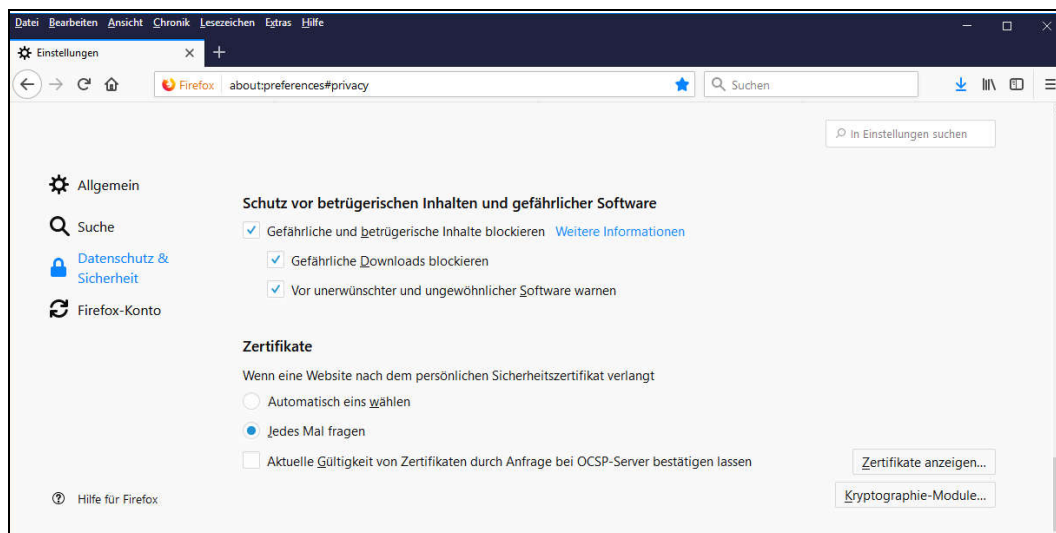 Datei Bearbeiten Ansicht Chronik Lesezeichen Extras Hilfe
Einstellungen
Firefox about:preferences#privacy Suchen
In Einstellungen suchen
Allgemein
Suche
Datenschutz &
Sicherheit
Firefox-Konto
Schutz vor betrügerischen Inhalten und gefährlicher Software
Gefährliche und betrügerische Inhalte blockieren Weitere Informationen
Gefährliche Downloads blockieren
Vor unerwünschter und ungewöhnlicher Software warnen
Zertifikate
Wenn eine Website nach dem persönlichen Sicherheitszertifikat verlangt
Automatisch eins wählen
Jedes Mal fragen
Aktuelle Gültigkeit von Zertifikaten durch Anfrage bei OCSP-Server bestätigen lassen
Zertifikate anzeigen...
Kryptographie-Module...
Hilfe für Firefox